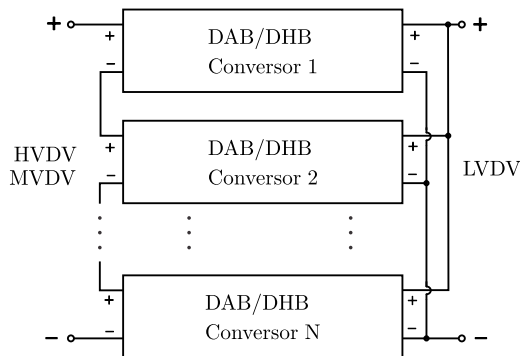 + + DAB/DHB + +
− Conversor 1 −
+ DAB/DHB +
HVDV
MVDV − Conversor 2 − LVDV
+ DAB/DHB +
− − Conversor N − −